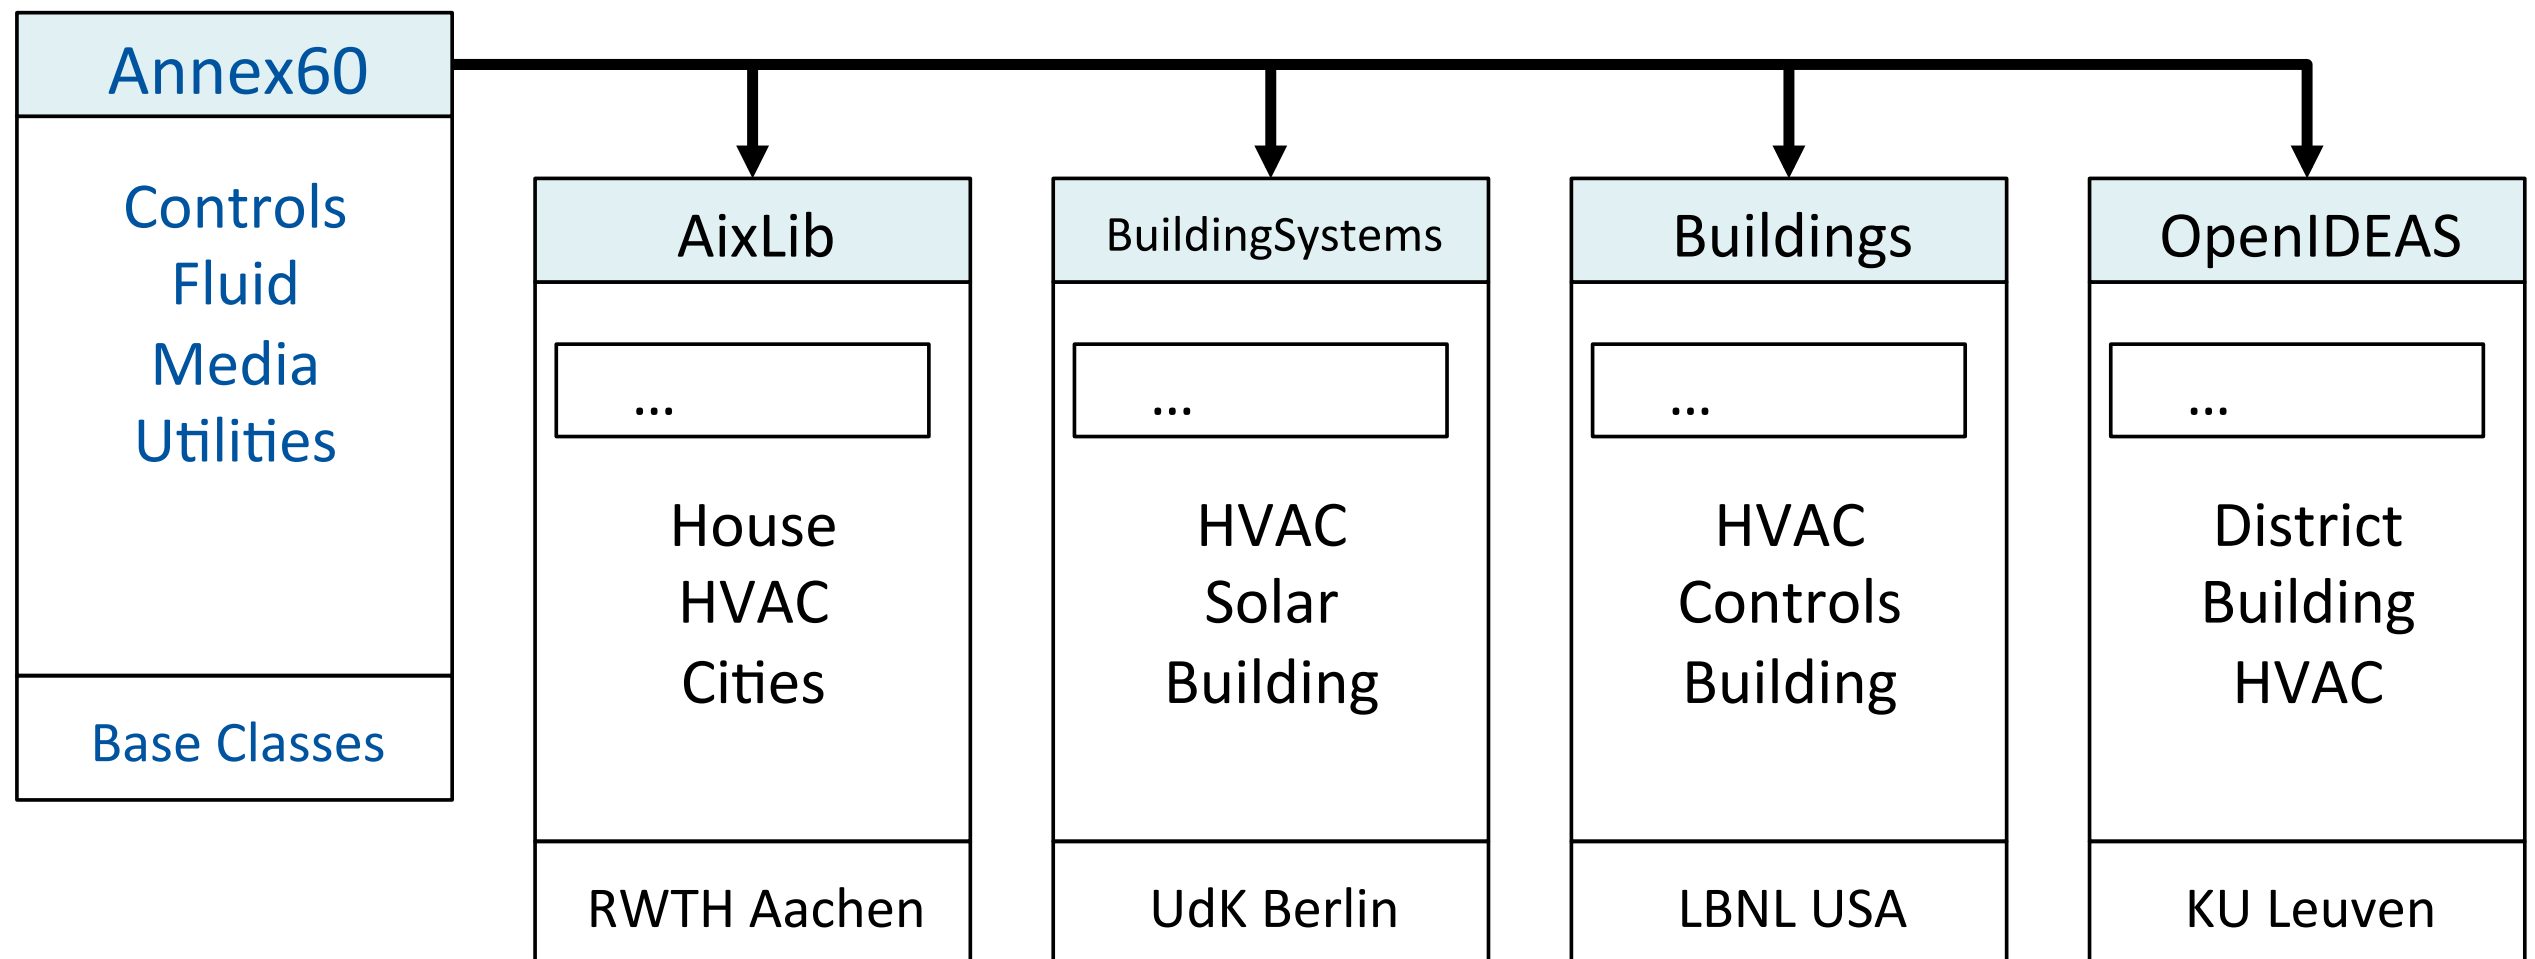 Annex60
Controls
Fluid
Media
Utilities
Base Classes
AixLib
...
House
HVAC
Cities
RWTH Aachen
BuildingSystems
...
HVAC
Solar
Building
UdK Berlin
Buildings
...
HVAC
Controls
Building
LBNL USA
OpenIDEAS
...
District
Building
HVAC
KU Leuven